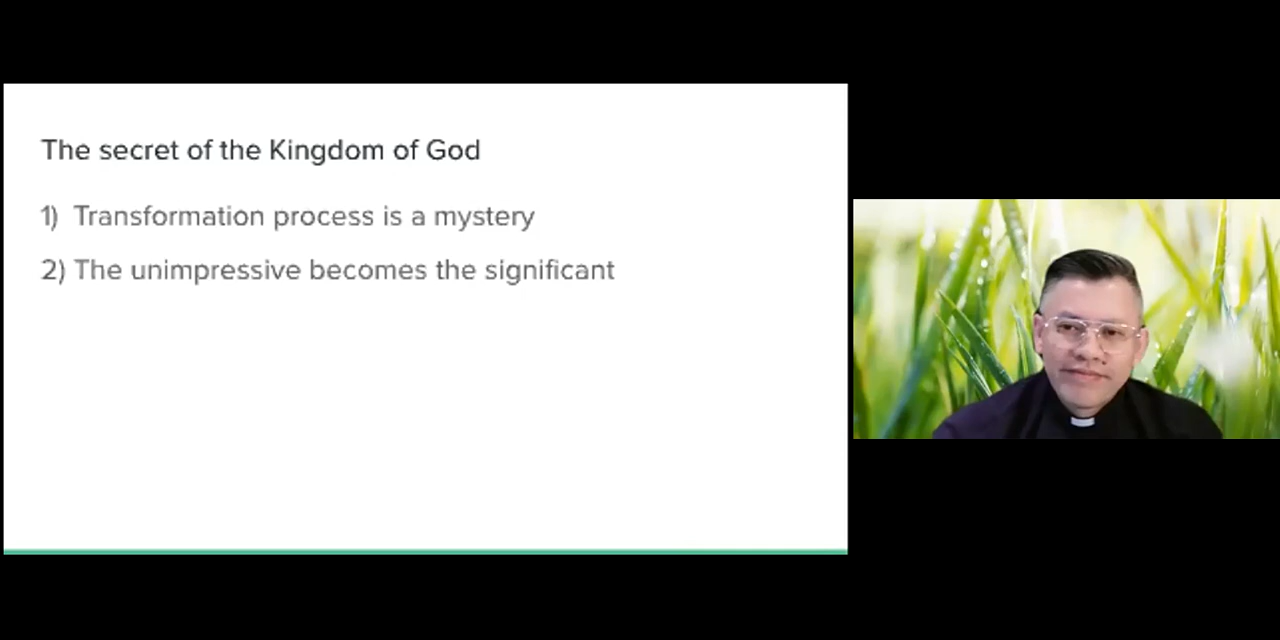 The secret of the Kingdom of God
1) Transformation process is a mystery
2) The unimpressive becomes the significant